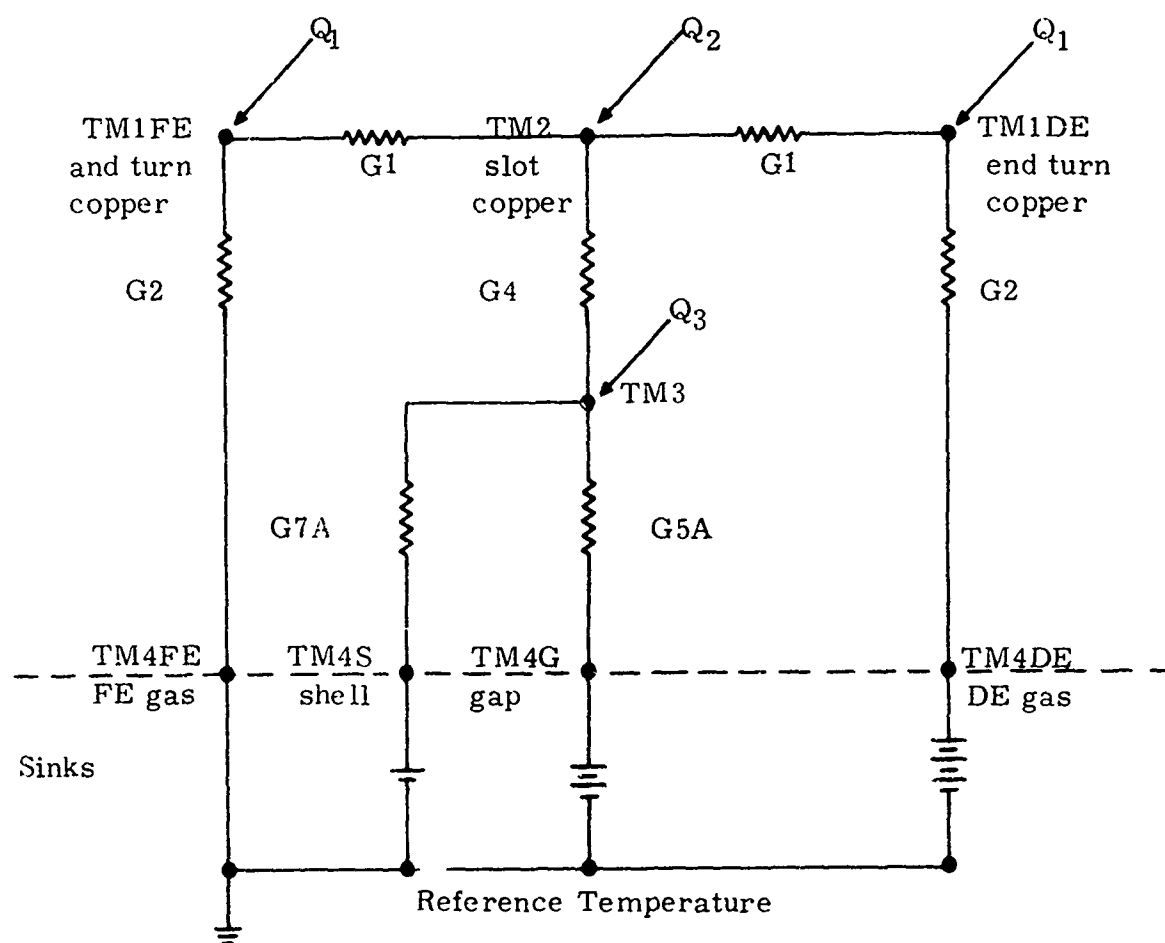 Q1
Q2
Q1
TM1FE
and turn
copper
G1
TM2
slot
copper
G1
TM1DE
end turn
copper
G2
G4
G2
Q3
TM3
G7A
G5A
TM4FE
FE gas
TM4S
shell
TM4G
gap
TM4DE
DE gas
Sinks
Reference Temperature